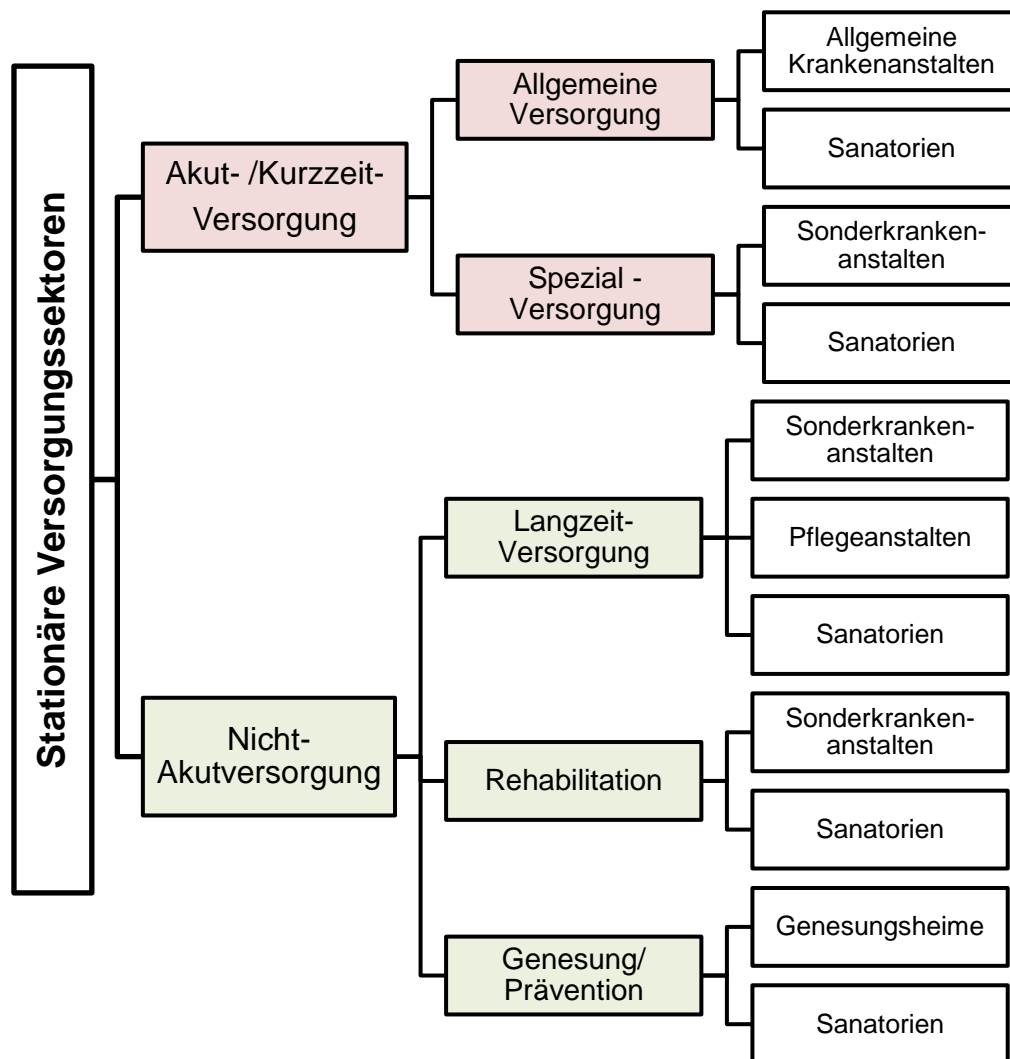 Stationäre Versorgungssektoren
Akut- /Kurzzeit-
Versorgung
Allgemeine
Versorgung
Allgemeine
Krankenanstalten
Sanatorien
Spezial -
Versorgung
Sonderkranken-
anstalten
Sanatorien
Nicht-
Akutversorgung
Langzeit-
Versorgung
Sonderkranken-
anstalten
Pflegeanstalten
Sanatorien
Rehabilitation
Sonderkranken-
anstalten
Sanatorien
Genesung/
Prävention
Genesungsheime
Sanatorien